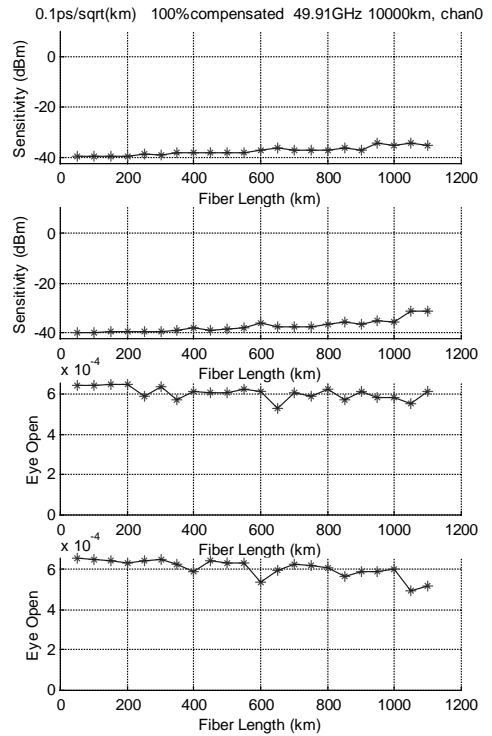 0.1ps/sqrt(km) 100%compensated 49.91GHz 10000km, chan0
Sensitivity (dBm)
0
-20
-40
0 200 400 600 800 1000 1200
Fiber Length (km)
Sensitivity (dBm)
0
-20
-40
0 200 400 600 800 1000 1200
Fiber Length (km)
x 10^-4
Eye Open
6
4
2
0
0 200 400 600 800 1000 1200
Fiber Length (km)
x 10^-4
Eye Open
6
4
2
0
0 200 400 600 800 1000 1200
Fiber Length (km)